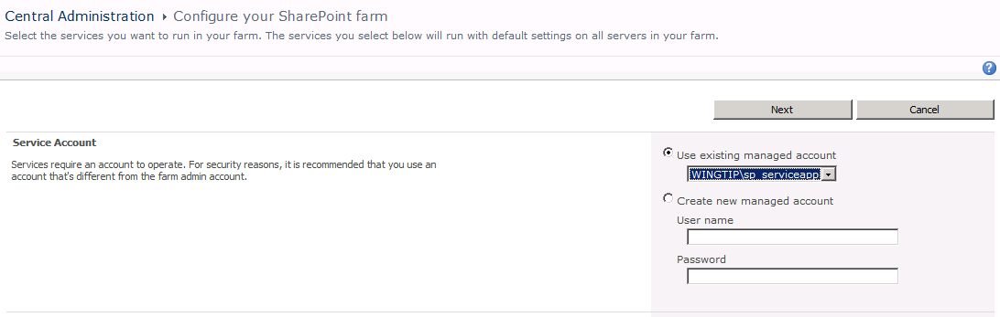 Central Administration ▸ Configure your SharePoint farm
Select the services you want to run in your farm. The services you select below will run with default settings on all servers in your farm.
?
Next
Cancel
Service Account
Services require an account to operate. For security reasons, it is recommended that you use an
account that's different from the farm admin account.
Use existing managed account
WINGTIP\sp_serviceapp
Create new managed account
User name
Password